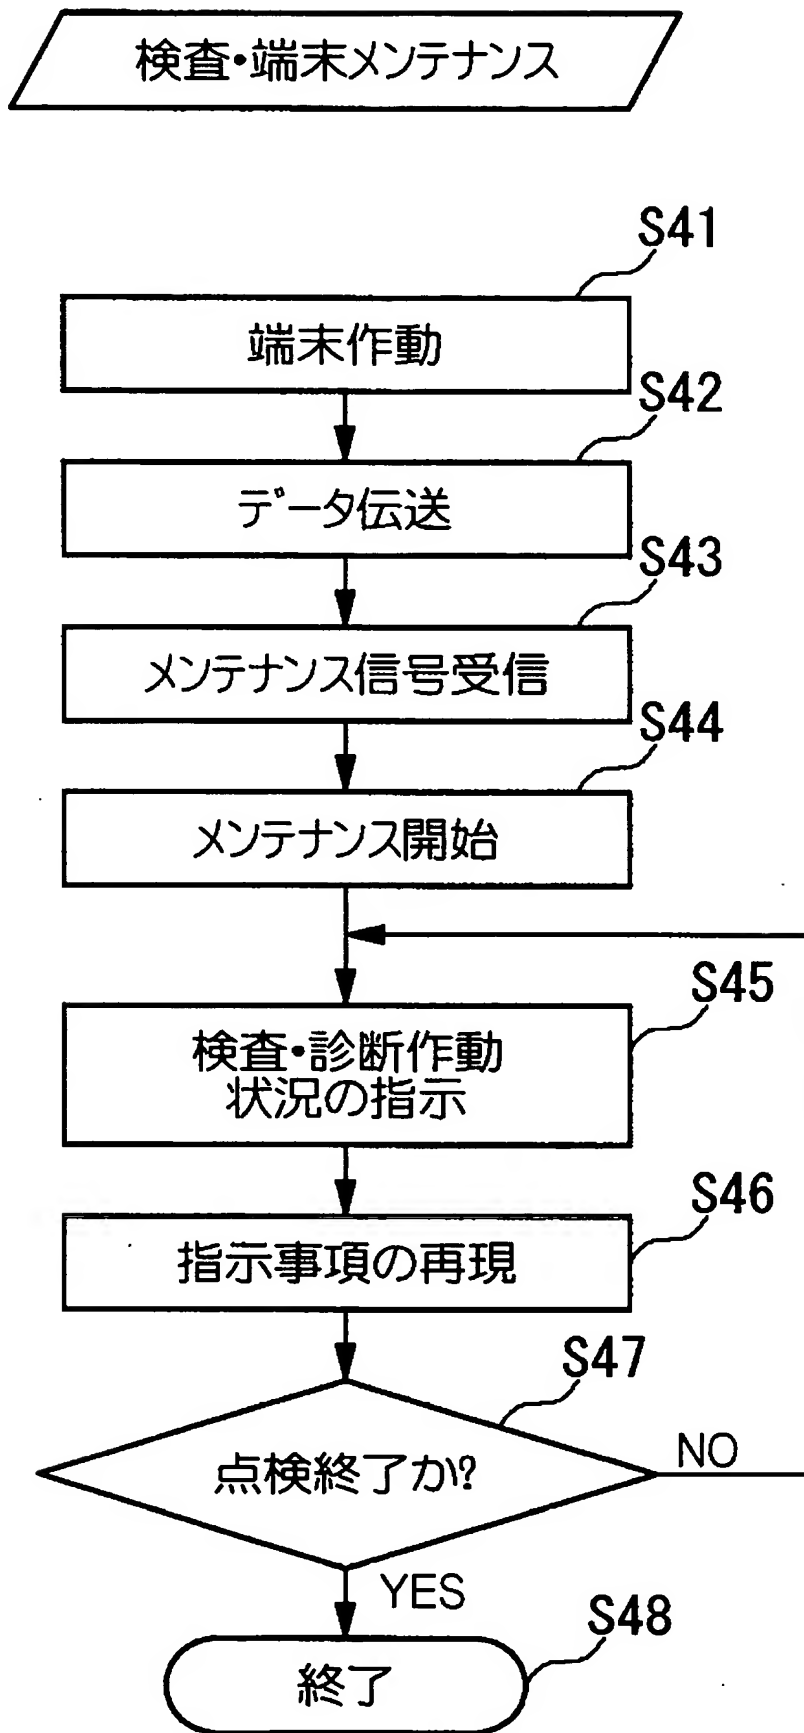 検査・端末メンテナンス
S41
端末作動
S42
データ伝送
S43
メンテナンス信号受信
S44
メンテナンス開始
S45
検査・診断作動
状況の指示
S46
指示事項の再現
S47
点検終了か?
NO
YES
S48
終了